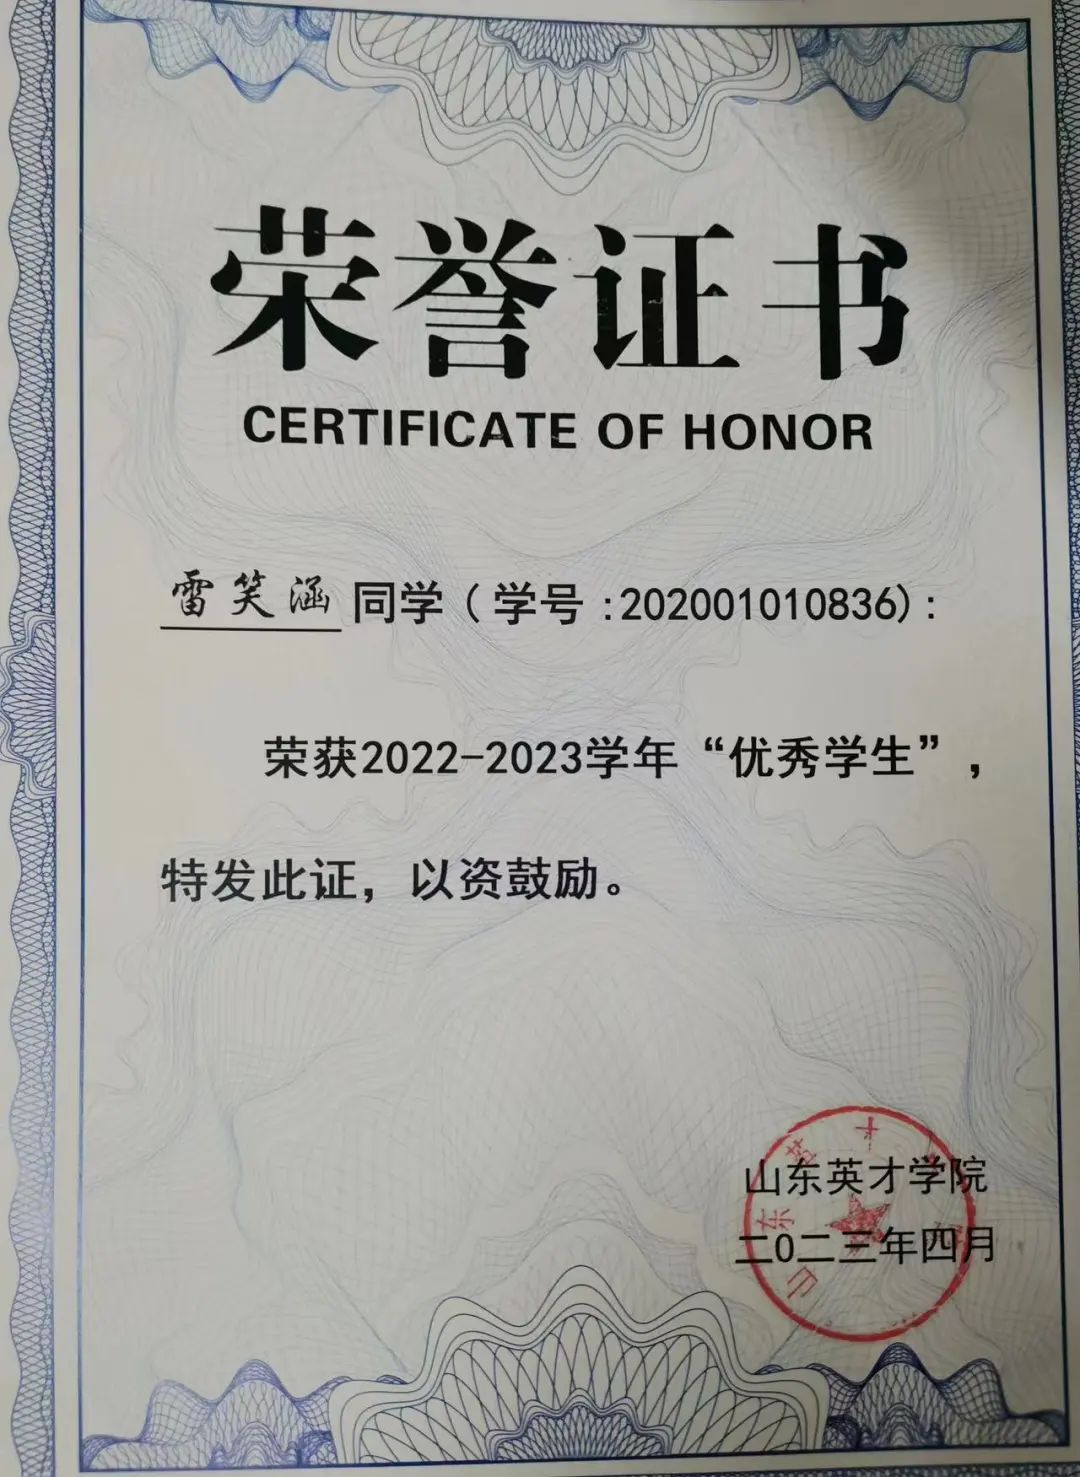 荣誉证书
CERTIFICATE OF HONOR
雷笑涵同学(学号:202001010836):
荣获2022-2023学年“优秀学生”,
特发此证，以资鼓励。
山东英才学院
二0二三年四月